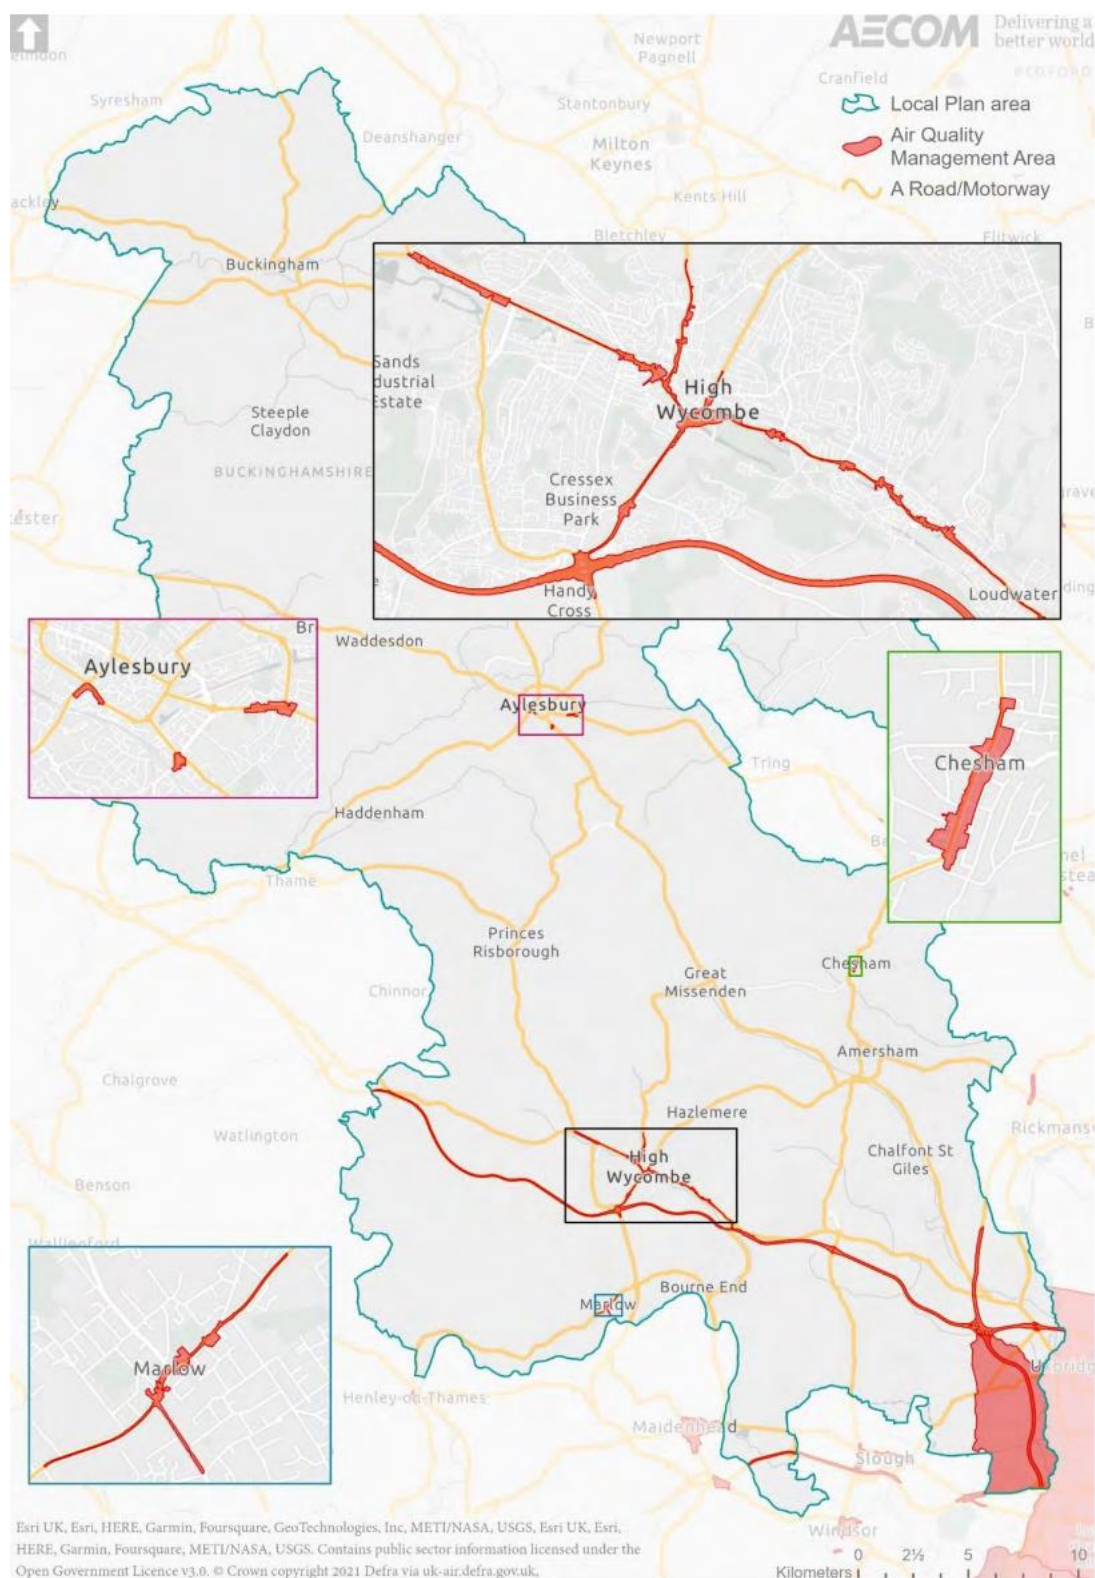 AECOM
Delivering a
better world
Newport
Pagnell
Cranfield
Syresham
Stantonbury
Deanshanger
Milton
Keynes
Kents Hill
Local Plan area
Air Quality
Management Area
A Road/Motorway
ackley
Bletchley
Flitwick
Buckingham
Sands
dustrial
Estate
High
Wycombe
Steeple
Claydon
BUCKINGHAMSHIRE
Cressex
Business
Park
Handy
Cross
Loudwater
Br
Waddesdon
Aylesbury
Aylesbury
Chesham
Tring
Haddenham
Thame
Princes
Risborough
Great
Missenden
Chesham
Chinnor
Amersham
Chalgrove
Hazlemere
Watlington
Rickmans
High
Wycombe
Chalfont St
Giles
Benson
Wallingford
Bourne End
Marlow
Marlow
Uxbridg
Henley-on-Thames
Maidenhead
Slough
Windsor
Esri UK, Esri, HERE, Garmin, Foursquare, GeoTechnologies, Inc, METI/NASA, USGS, Esri UK, Esri,
HERE, Garmin, Foursquare, METI/NASA, USGS. Contains public sector information licensed under the
Open Government Licence v3.0. © Crown copyright 2021 Defra via uk-air.defra.gov.uk,
0 2½ 5 10
Kilometers